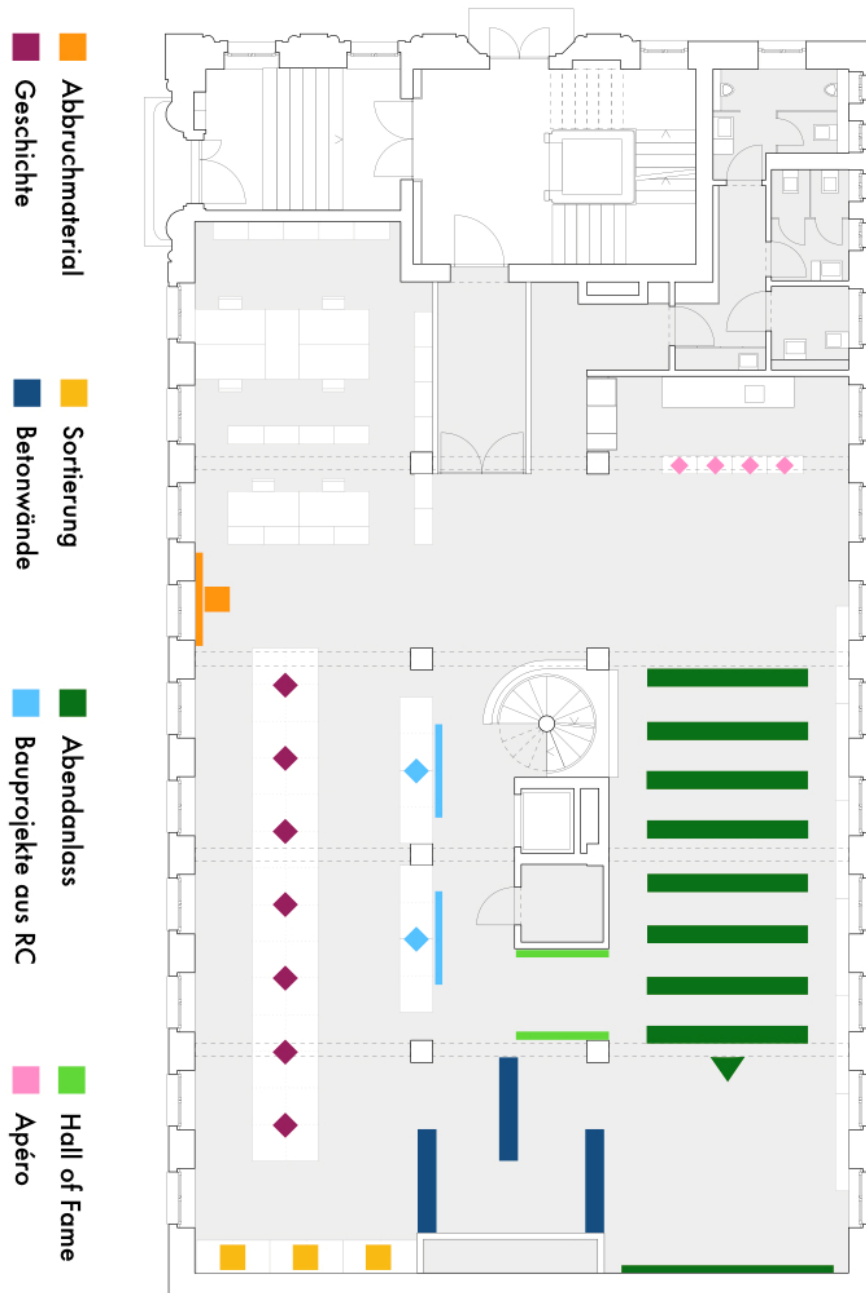 Abbruchmaterial
Sortierung
Abendanlass
Hall of Fame
Geschichte
Betonwände
Bauprojekte aus RC
Apéro